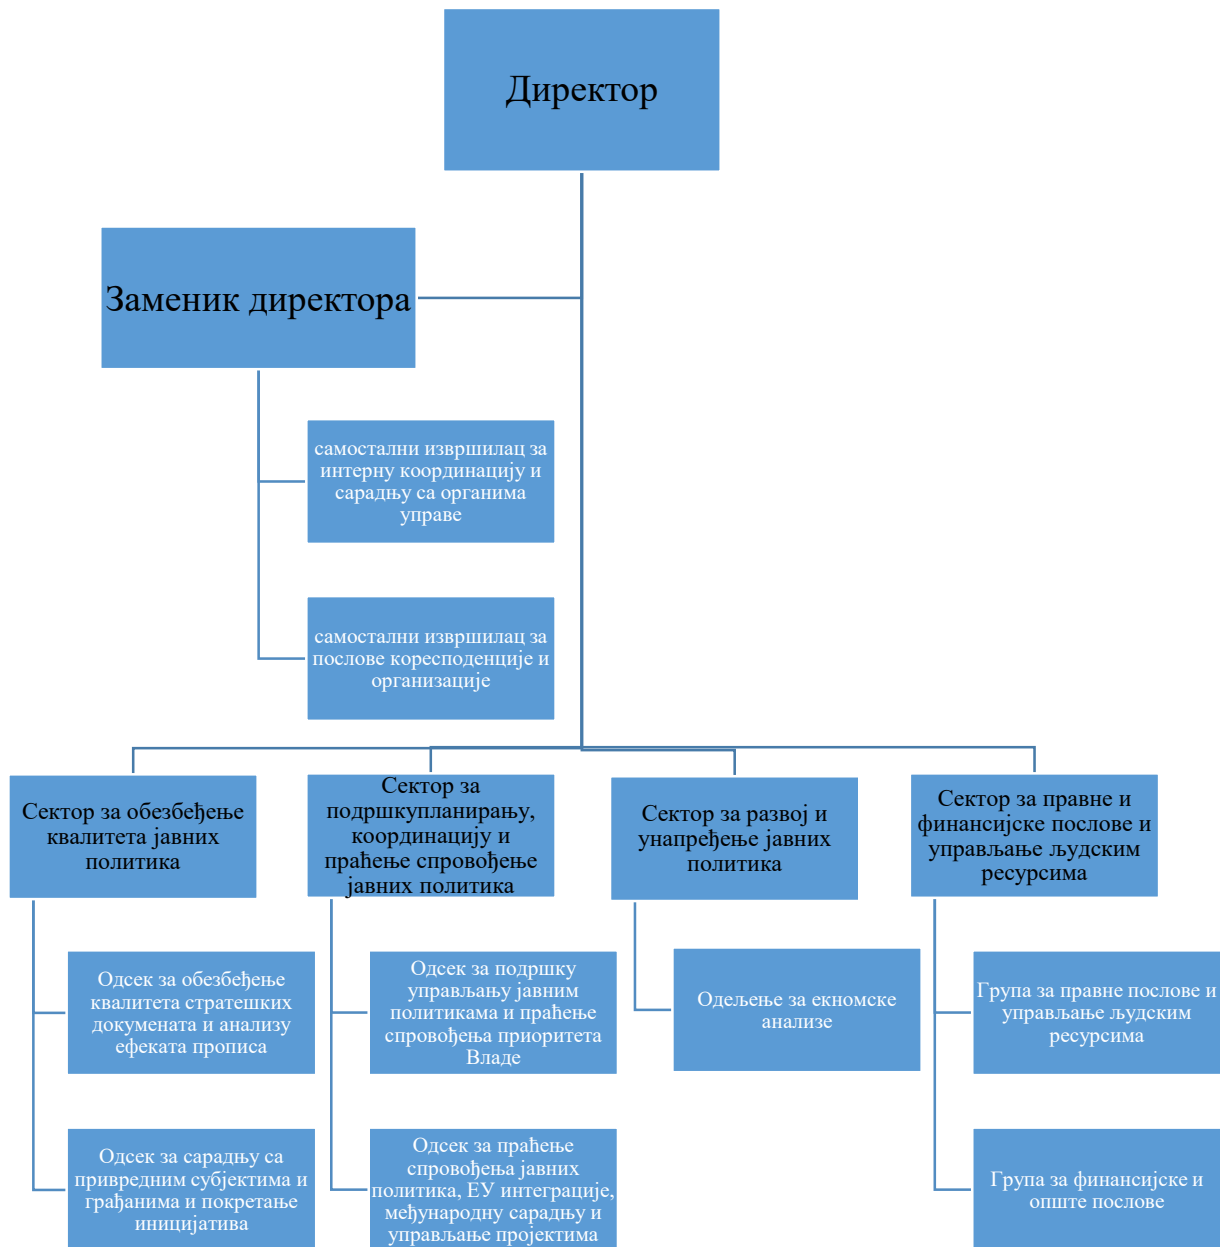 Директор
Заменик директора
самостални извршилац за
интерну координацију и
сарадњу са органима
управе
самостални извршилац за
послове коресподенције и
организације
Сектор за обезбеђење
квалитета јавних
политика
Сектор за
подршкупланирању,
координацију и
праћење спровођење
јавних политика
Сектор за развој и
унапређење јавних
политика
Сектор за правне и
финансијске послове и
управљање људским
ресурсима
Одсек за обезбеђење
квалитета стратешких
докумената и анализу
ефеката прописа
Одсек за подршку
управљању јавним
политикама и праћење
спровођења приоритета
Владе
Одељење за екномске
анализе
Група за правне послове и
управљање људским
ресурсима
Одсек за сарадњу са
привредним субјектима и
грађанима и покретање
иницијатива
Одсек за праћење
спровођења јавних
политика, ЕУ интеграције,
међународну сарадњу и
управљање пројектима
Група за финансијске и
опште послове